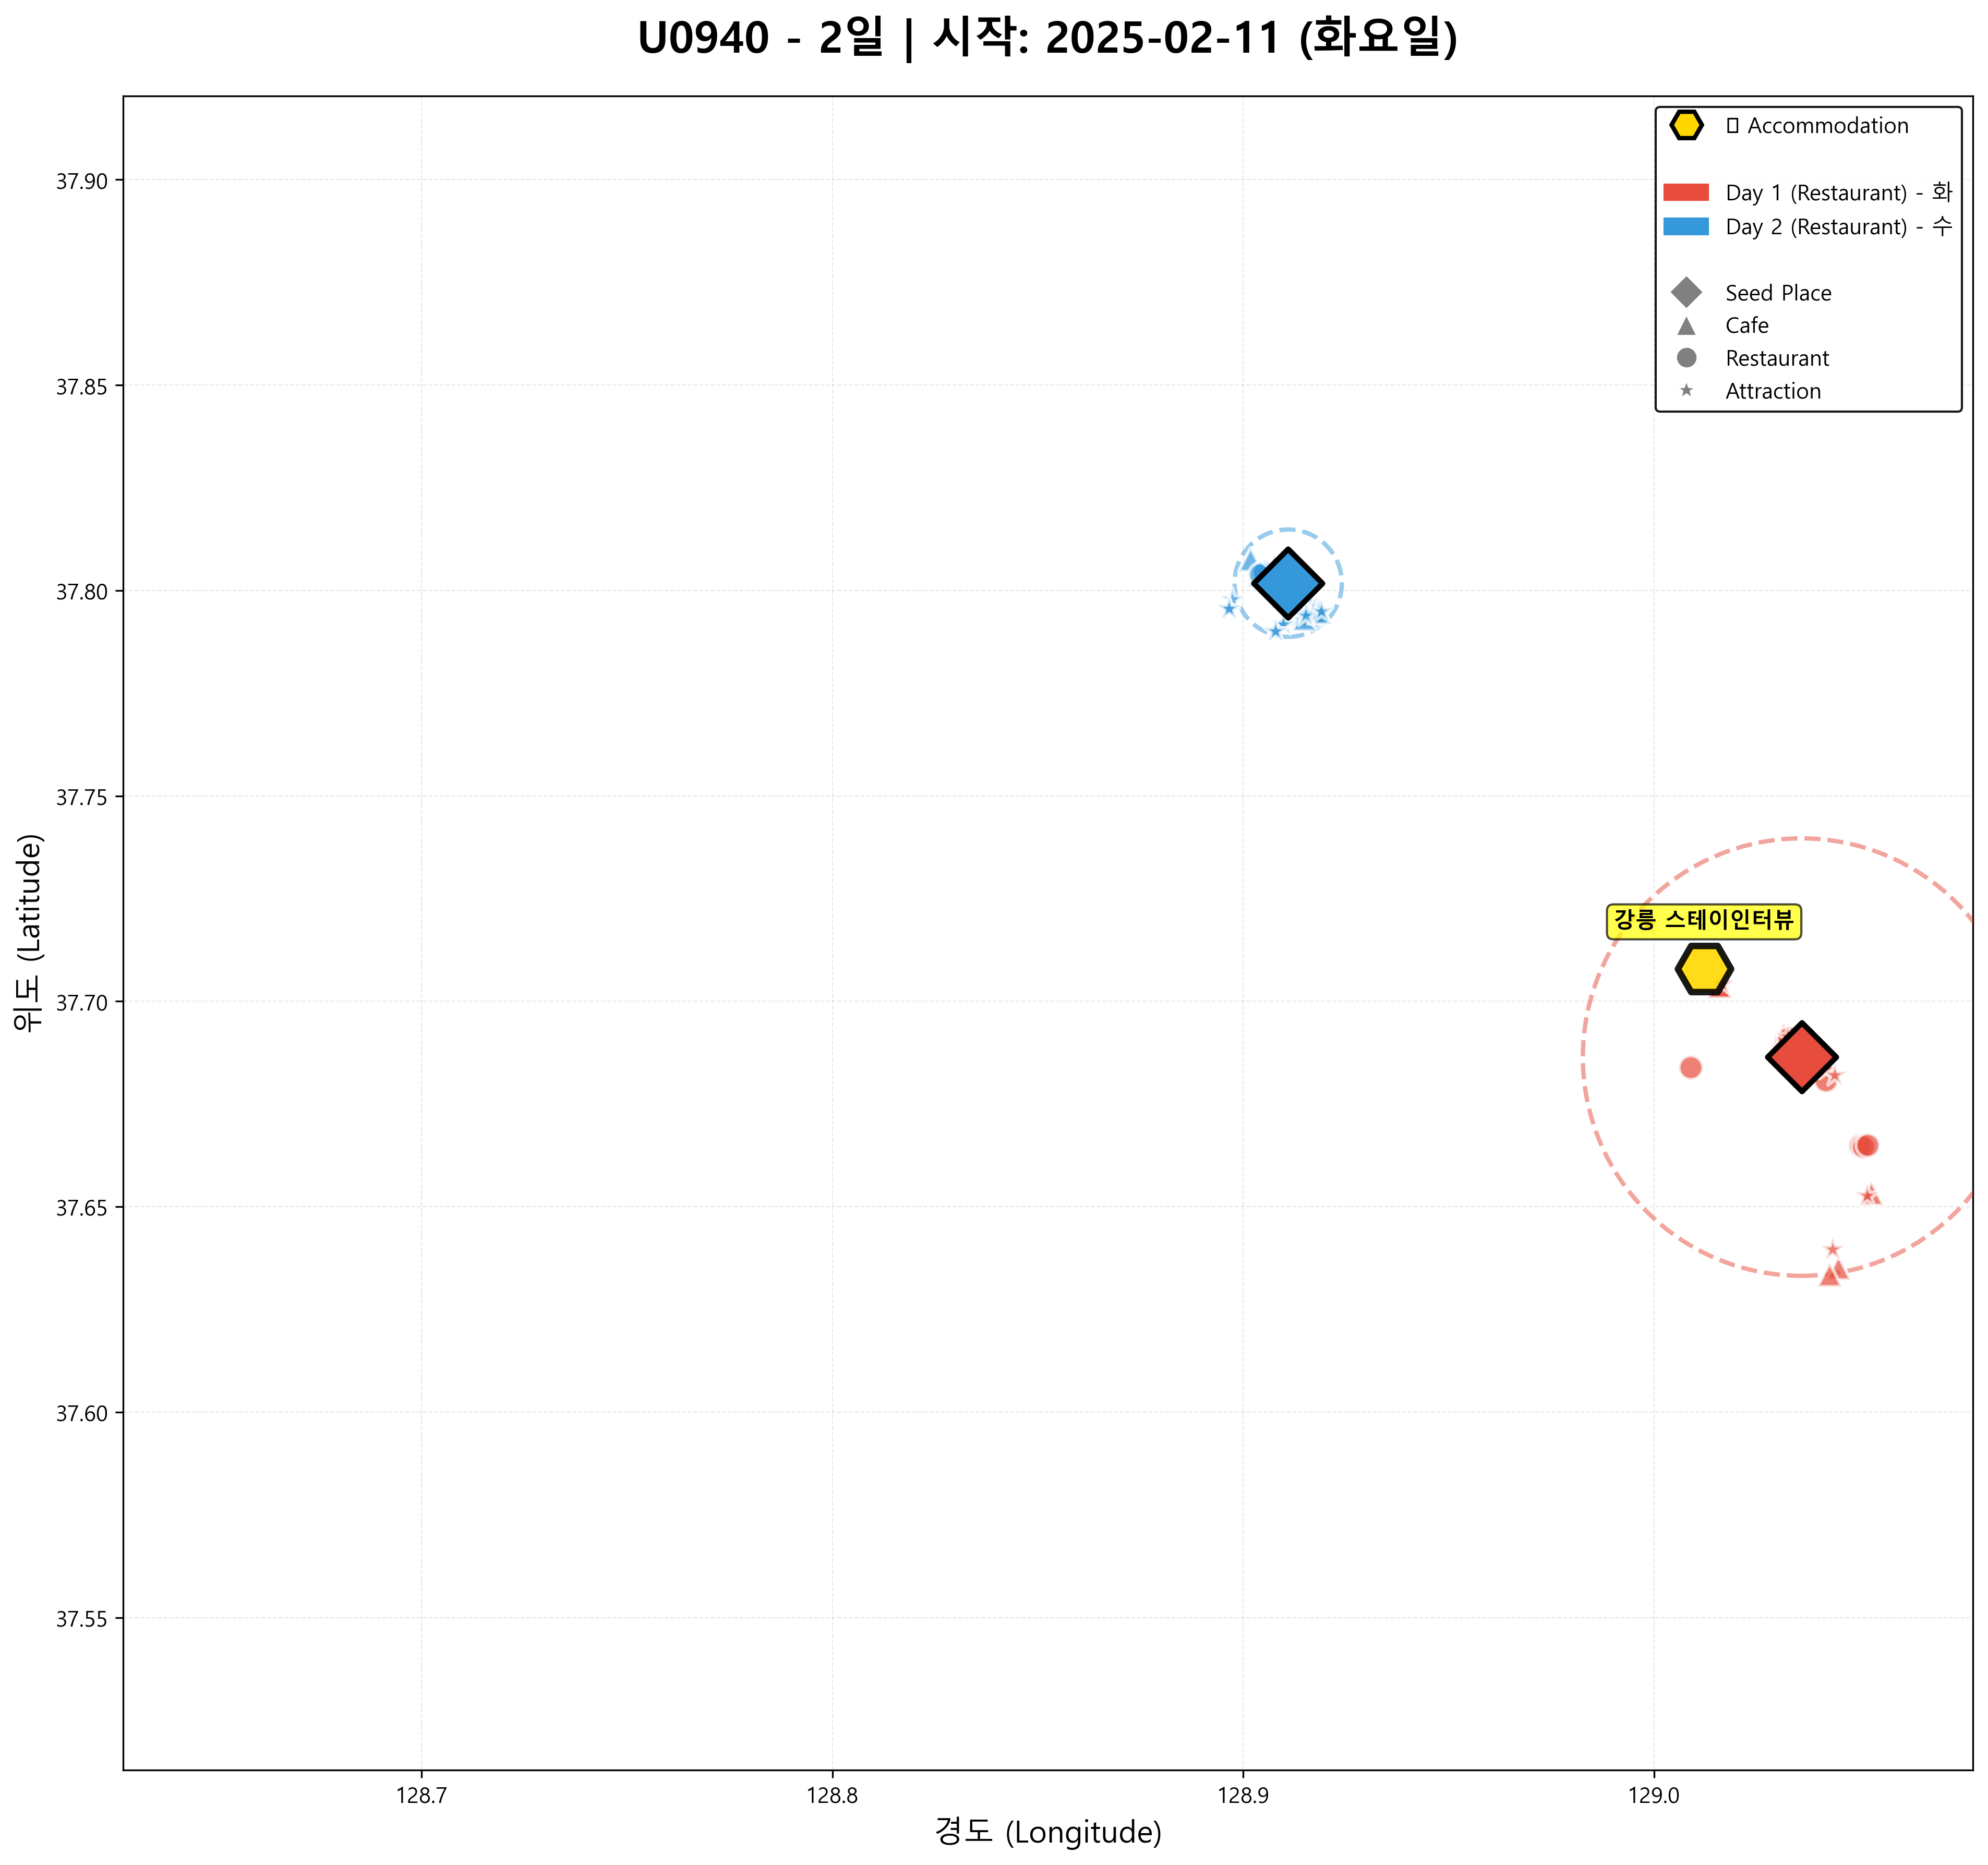 U0940 - 2일 | 시작: 2025-02-11 (화요일)
Accommodation
Day 1 (Restaurant) - 화
Day 2 (Restaurant) - 수
Seed Place
Cafe
Restaurant
Attraction
강릉 스테이인터뷰
위도 (Latitude)
37.90
37.85
37.80
37.75
37.70
37.65
37.60
37.55
128.7
128.8
128.9
129.0
경도 (Longitude)